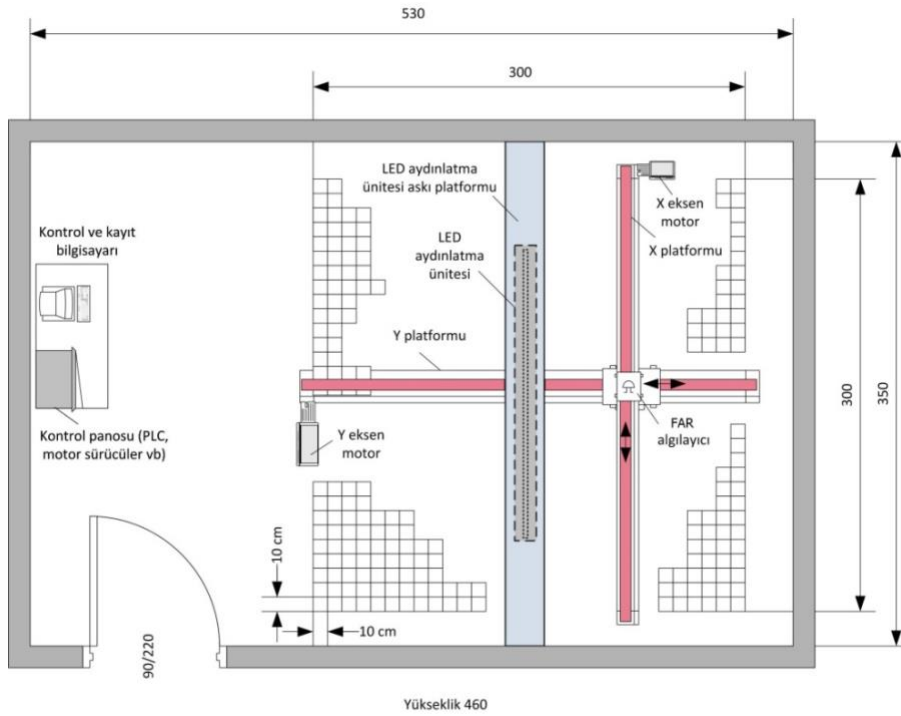 530
300
LED aydınlatma
ünitesi askı platformu
X eksen
motor
X platformu
LED
aydınlatma
ünitesi
Kontrol ve kayıt
bilgisayarı
Y platformu
300
350
FAR
algılayıcı
Y eksen
motor
Kontrol panosu (PLC,
motor sürücüler vb)
10 cm
10 cm
90/220
Yükseklik 460